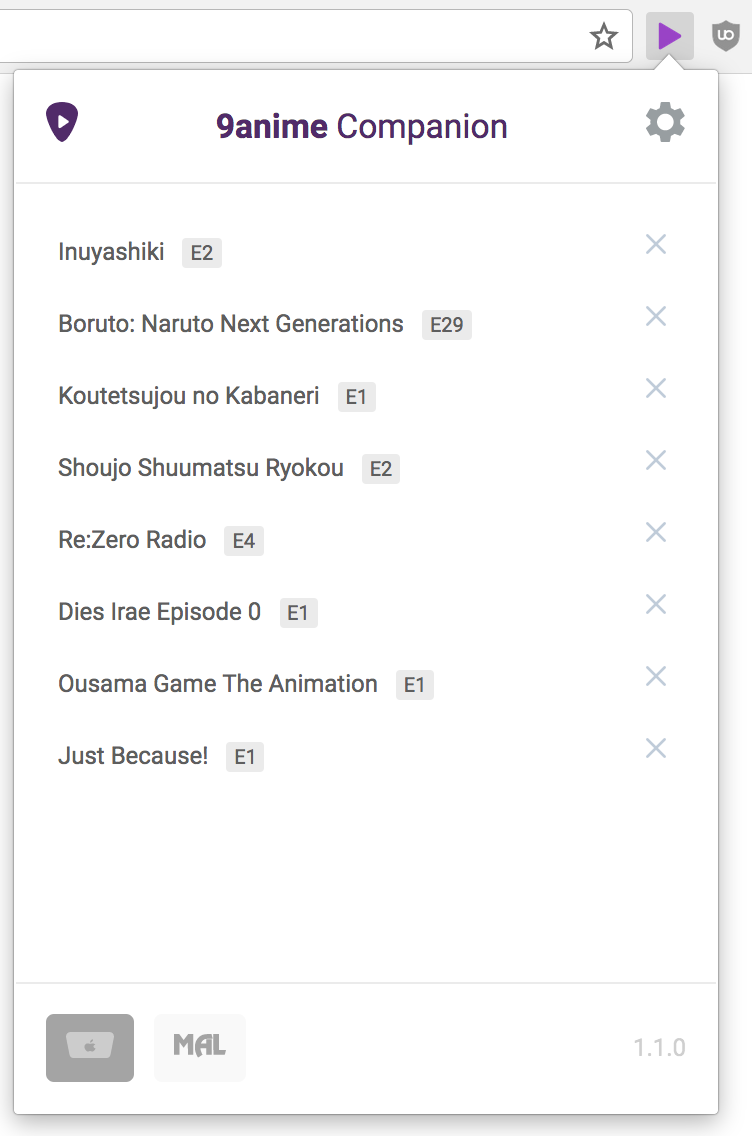 UO
9anime Companion
Inuyashiki E2
Boruto: Naruto Next Generations E29
Koutetsujou no Kabaneri E1
Shoujo Shuumatsu Ryokou E2
Re:Zero Radio E4
Dies Irae Episode 0 E1
Ousama Game The Animation E1
Just Because! E1
MAL 1.1.0